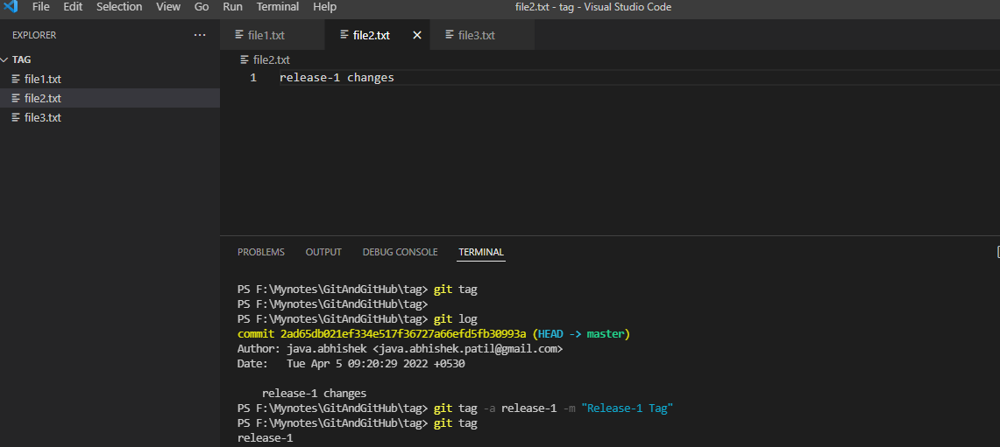 File Edit Selection View Go Run Terminal Help file2.txt - tag - Visual Studio Code
EXPLORER ···
TAG
file1.txt
file2.txt
file3.txt
file1.txt file2.txt file3.txt
file2.txt
1 release-1 changes
PROBLEMS OUTPUT DEBUG CONSOLE TERMINAL
PS F:\Mynotes\GitAndGitHub\tag> git tag
PS F:\Mynotes\GitAndGitHub\tag>
PS F:\Mynotes\GitAndGitHub\tag> git log
commit 2ad65db021ef334e517f36727a66efd5fb30993a (HEAD -> master)
Author: java.abhishek <java.abhishek.patil@gmail.com>
Date:   Tue Apr 5 09:20:29 2022 +0530
    release-1 changes
PS F:\Mynotes\GitAndGitHub\tag> git tag -a release-1 -m "Release-1 Tag"
PS F:\Mynotes\GitAndGitHub\tag> git tag
release-1